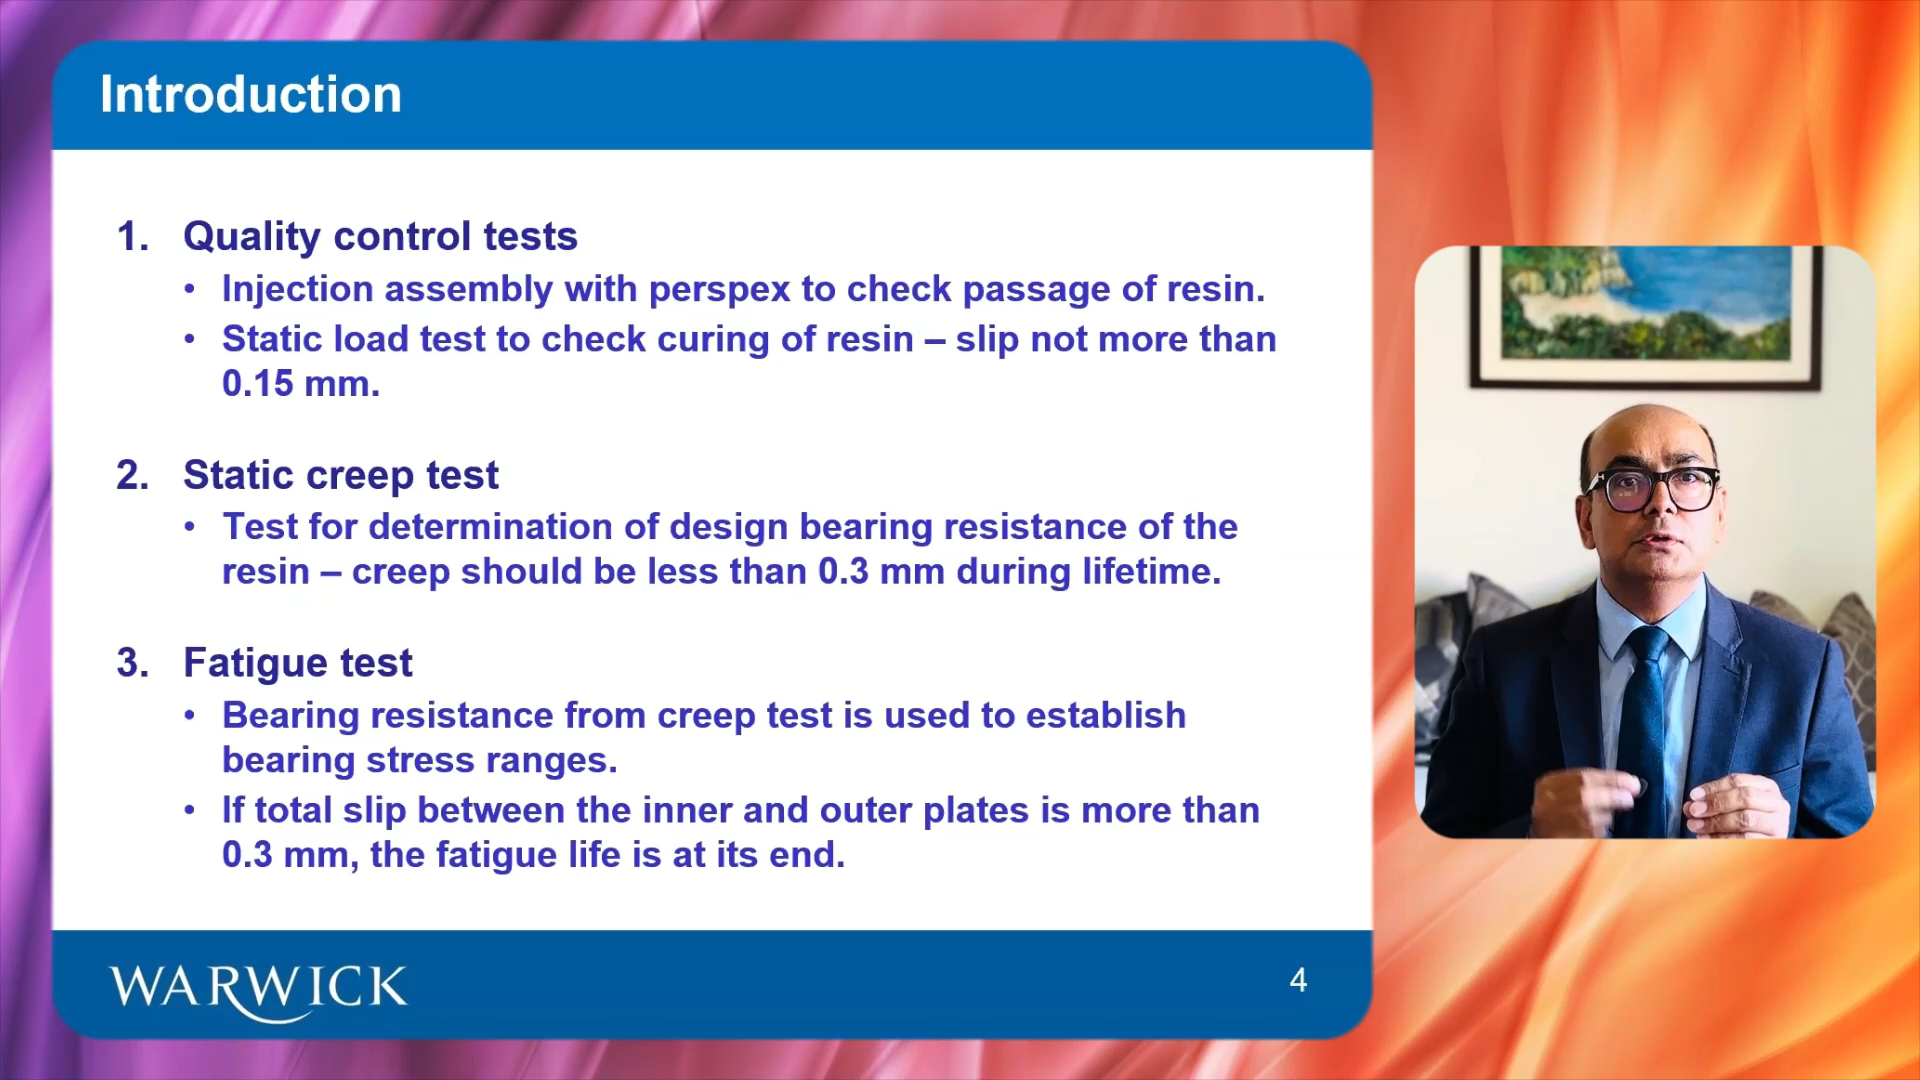 Introduction
1. Quality control tests
• Injection assembly with perspex to check passage of resin.
• Static load test to check curing of resin – slip not more than
0.15 mm.
2. Static creep test
• Test for determination of design bearing resistance of the
resin – creep should be less than 0.3 mm during lifetime.
3. Fatigue test
• Bearing resistance from creep test is used to establish
bearing stress ranges.
• If total slip between the inner and outer plates is more than
0.3 mm, the fatigue life is at its end.
WARWICK
4